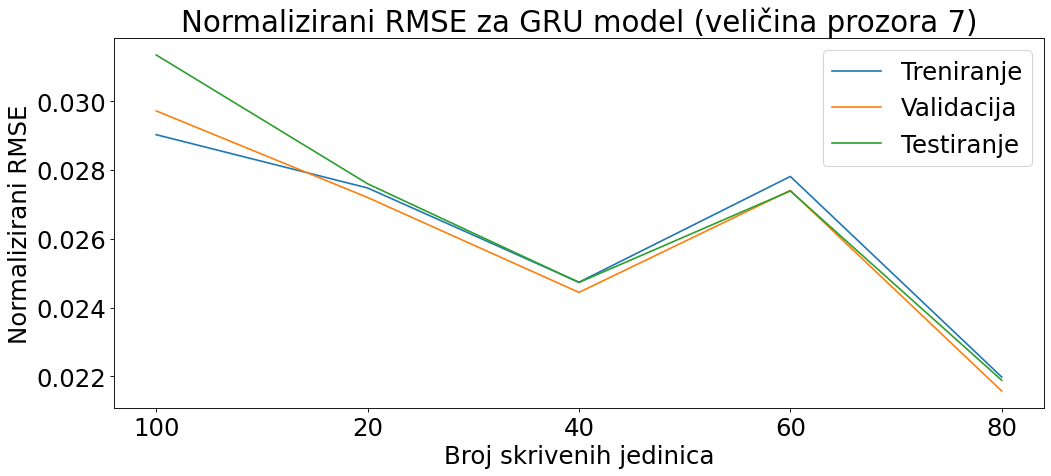 Normalizirani RMSE za GRU model (veličina prozora 7)
Treniranje
Validacija
Testiranje
Normalizirani RMSE
0.030
0.028
0.026
0.024
0.022
100 20 40 60 80
Broj skrivenih jedinica